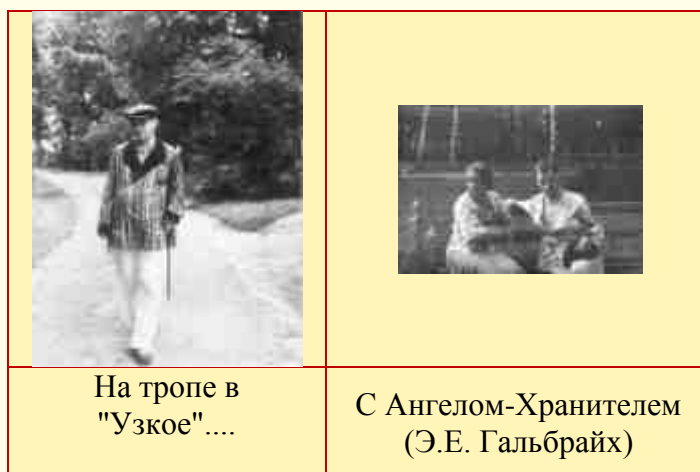 На тропе в
"Узкое"....
С Ангелом-Хранителем
(Э.Е. Гальбрайх)